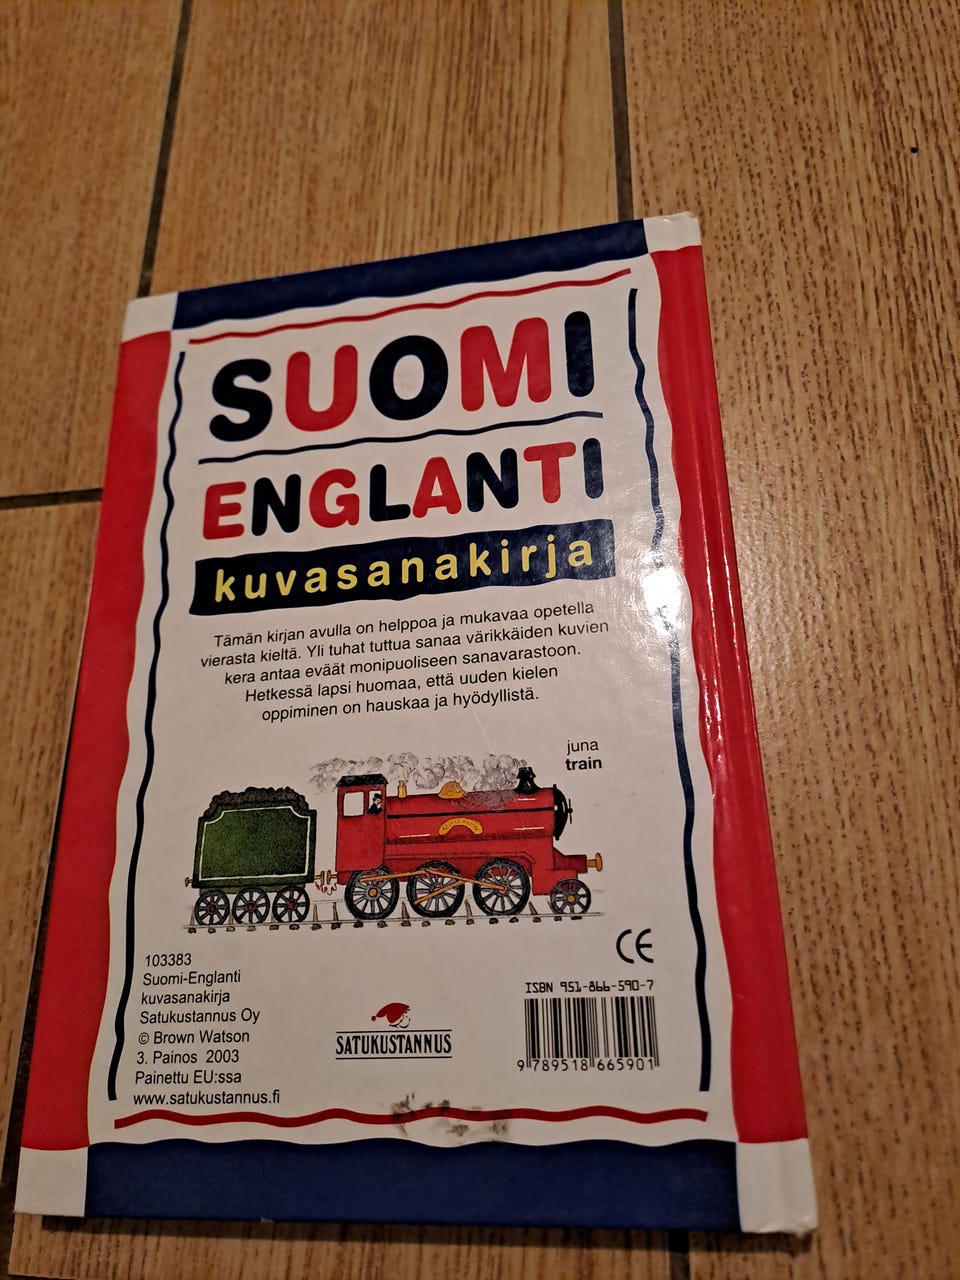 SUOMI
ENGLANTI
kuvasanakirja
Tämän kirjan avulla on helppoa ja mukavaa opetella
vierasta kieltä. Yli tuhat tuttua sanaa värikkäiden kuvien
kera antaa eväät monipuoliseen sanavarastoon.
Hetkessä lapsi huomaa, että uuden kielen
oppiminen on hauskaa ja hyödyllistä.
juna
train
CE
103383
Suomi-Englanti
kuvasanakirja
Satukustannus Oy
© Brown Watson
3. Painos 2003
Painettu EU:ssa
www.satukustannus.fi
SATUKUSTANNUS
ISBN 951-866-590-7
9 789518 665901